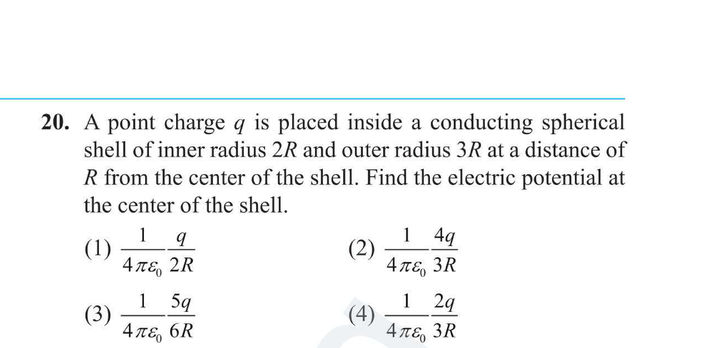 20. A point charge q is placed inside a conducting spherical
shell of inner radius 2R and outer radius 3R at a distance of
R from the center of the shell. Find the electric potential at
the center of the shell.
(1) \frac{1}{4\pi\varepsilon_0} \frac{q}{2R} (2) \frac{1}{4\pi\varepsilon_0} \frac{4q}{3R}
(3) \frac{1}{4\pi\varepsilon_0} \frac{5q}{6R} (4) \frac{1}{4\pi\varepsilon_0} \frac{2q}{3R}